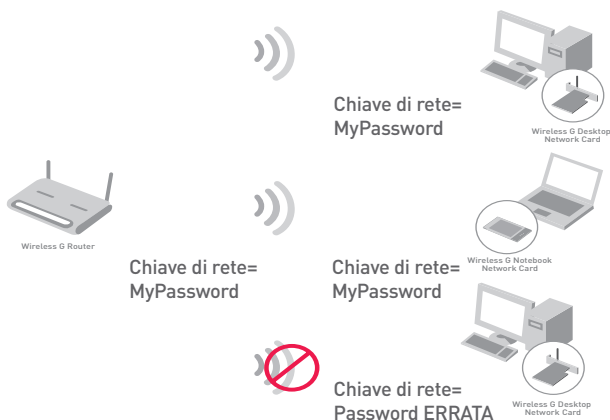 Chiave di rete=
MyPassword
Wireless G Desktop
Network Card
Wireless G Router
Chiave di rete=
MyPassword
Chiave di rete=
MyPassword
Wireless G Notebook
Network Card
Chiave di rete=
Password ERRATA
Wireless G Desktop
Network Card